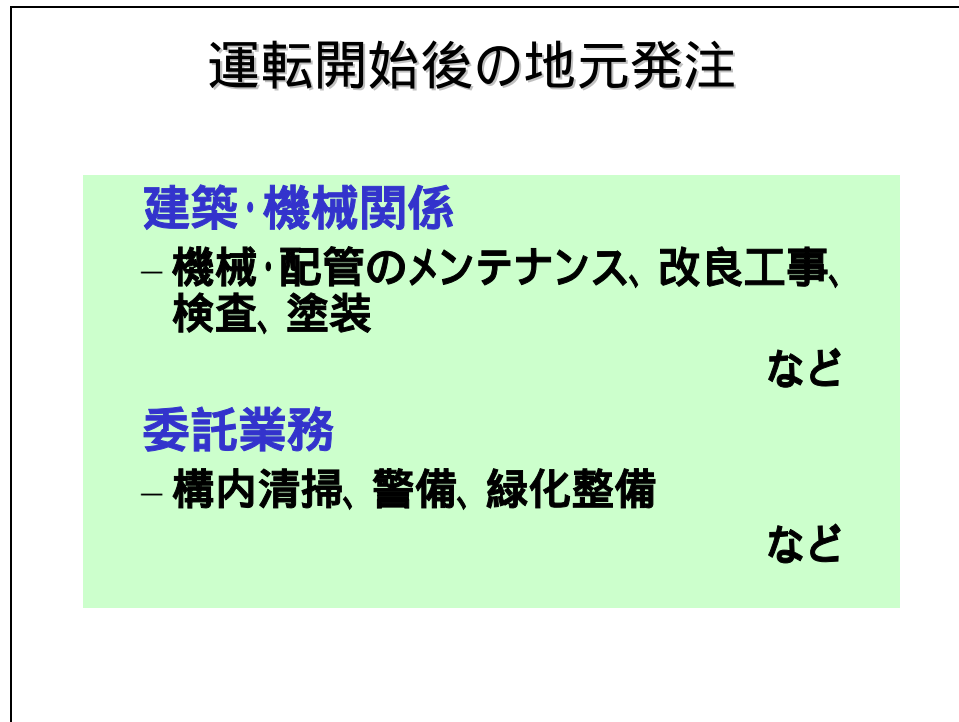 運転開始後の地元発注
建築・機械関係
– 機械・配管のメンテナンス、改良工事、
検査、塗装
など
委託業務
– 構内清掃、警備、緑化整備
など